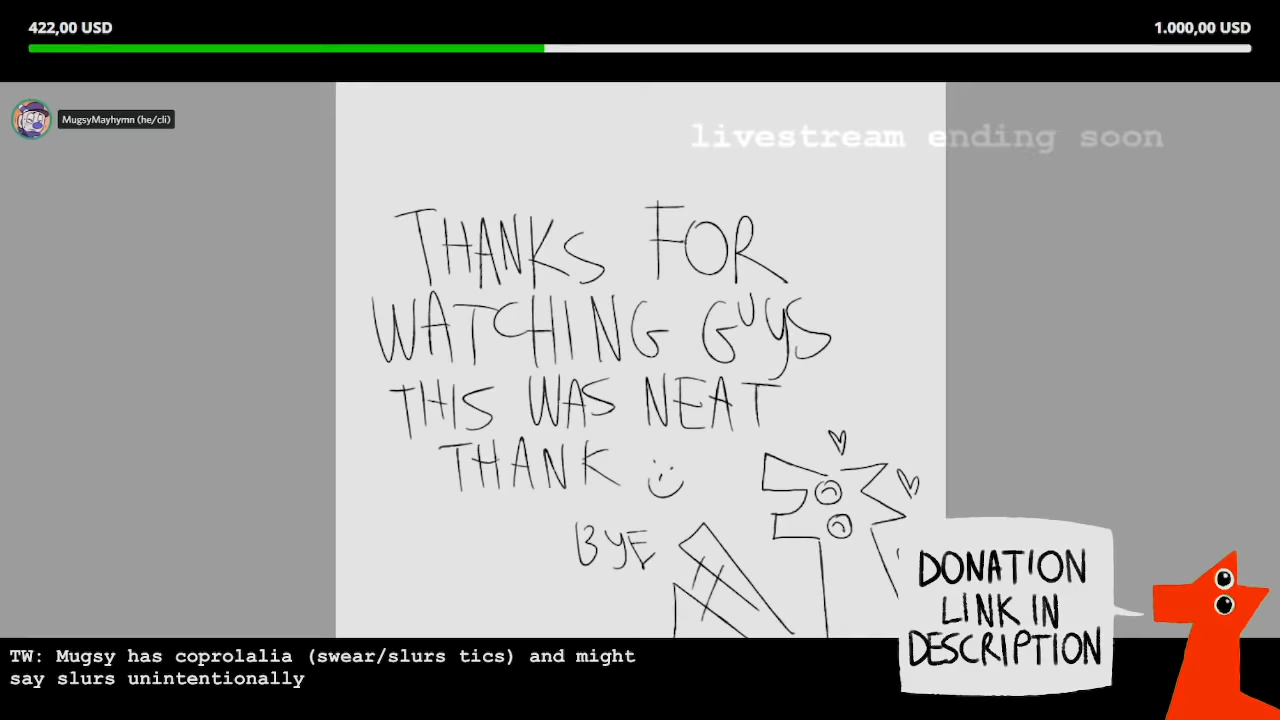 422,00 USD
1.000,00 USD
MugsyMayhymn (he/cli)
livestream ending soon
THANKS FOR
WATCHING GUYS
THIS WAS NEAT
THANK :)
BYE
DONATION
LINK IN
DESCRIPTION
TW: Mugsy has coprolalia (swear/slurs tics) and might
say slurs unintentionally